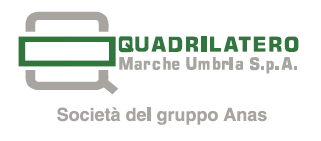 QUADRILATERO
Marche Umbria S.p.A.
Società del gruppo Anas